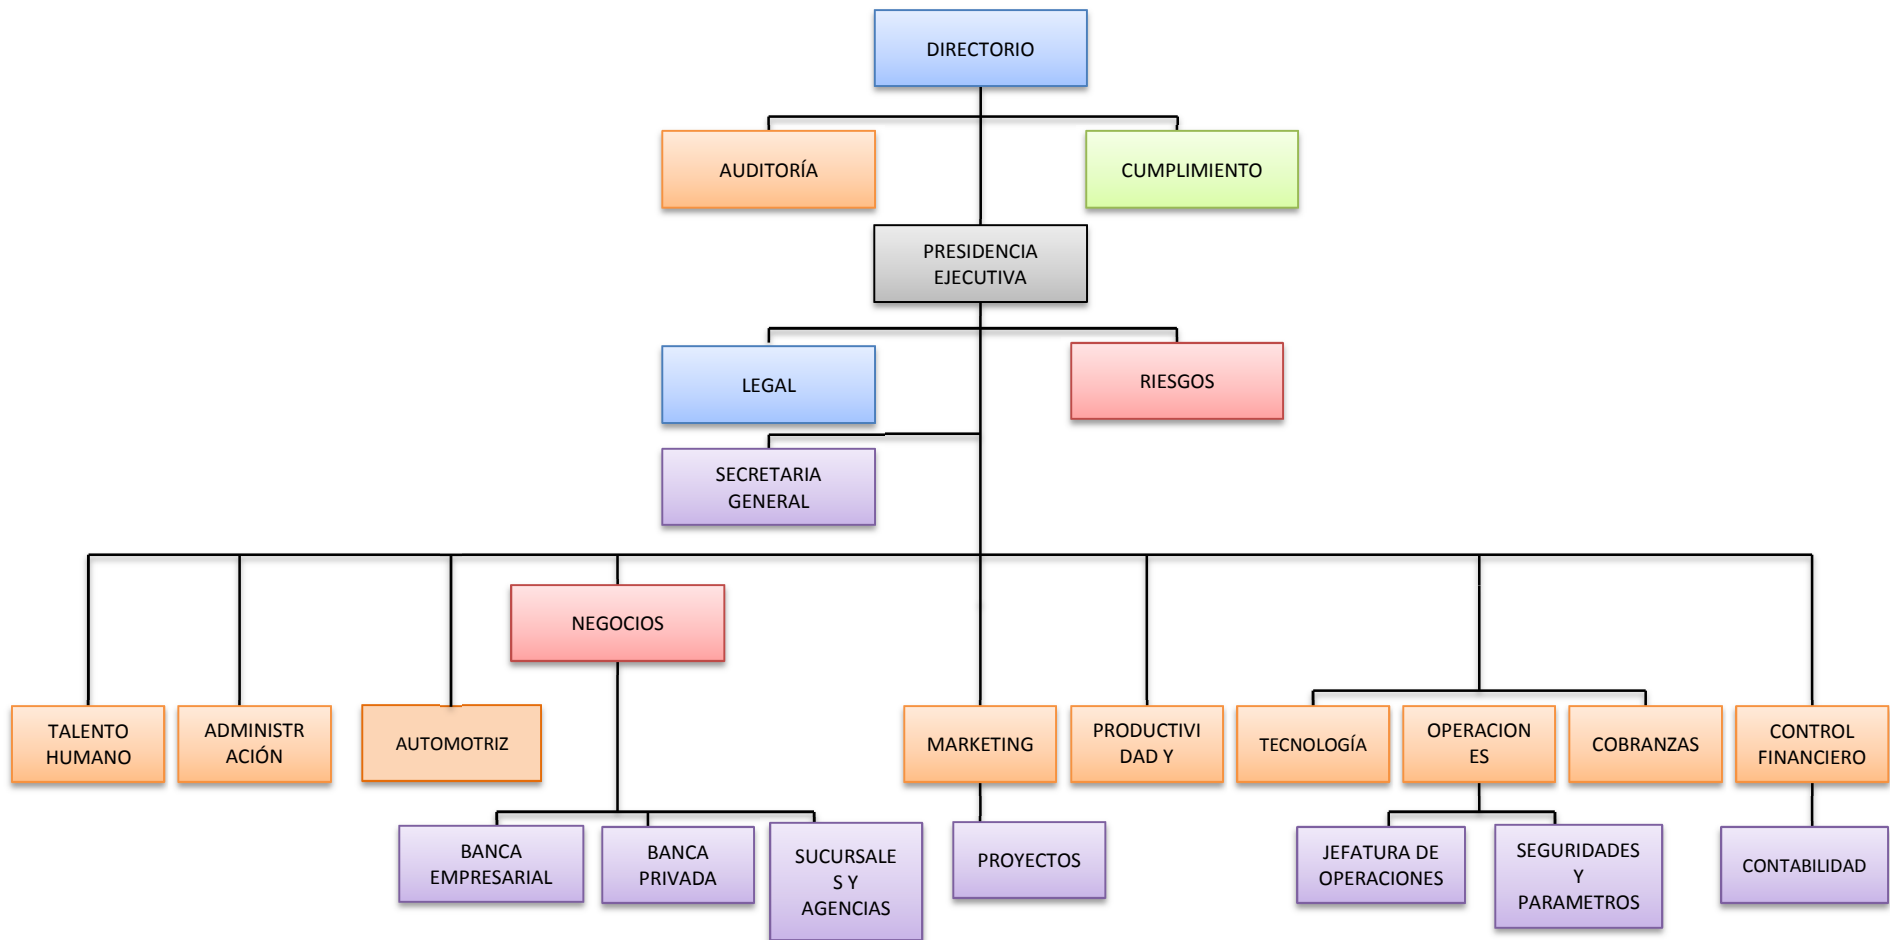 DIRECTORIO
AUDITORÍA
CUMPLIMIENTO
PRESIDENCIA
EJECUTIVA
LEGAL
RIESGOS
SECRETARIA
GENERAL
NEGOCIOS
TALENTO
HUMANO
ADMINISTR
ACIÓN
AUTOMOTRIZ
MARKETING
PRODUCTIVI
DAD Y
TECNOLOGÍA
OPERACION
ES
COBRANZAS
CONTROL
FINANCIERO
BANCA
EMPRESARIAL
BANCA
PRIVADA
SUCURSALE
S Y
AGENCIAS
PROYECTOS
JEFATURA DE
OPERACIONES
SEGURIDADES
Y
PARAMETROS
CONTABILIDAD